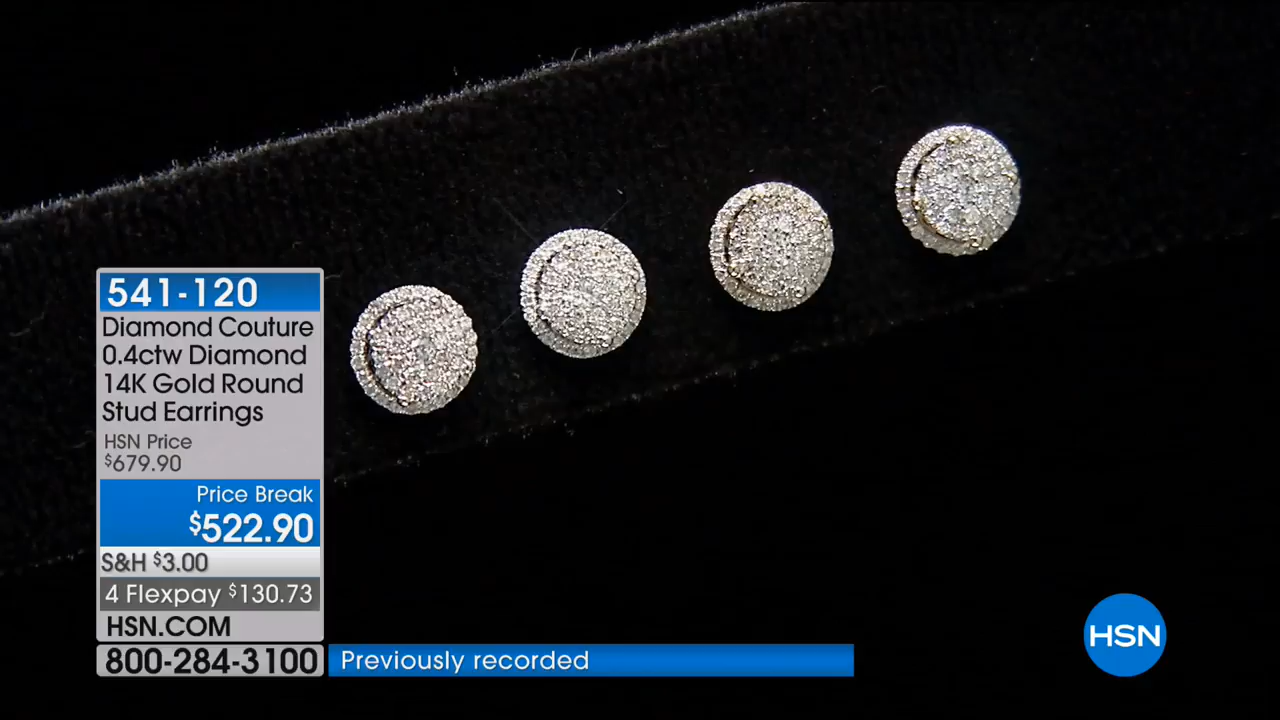 541-120
Diamond Couture
0.4ctw Diamond
14K Gold Round
Stud Earrings
HSN Price
$679.90
Price Break
$522.90
S&H $3.00
4 Flexpay $130.73
HSN.COM
800-284-3100
Previously recorded
HSN